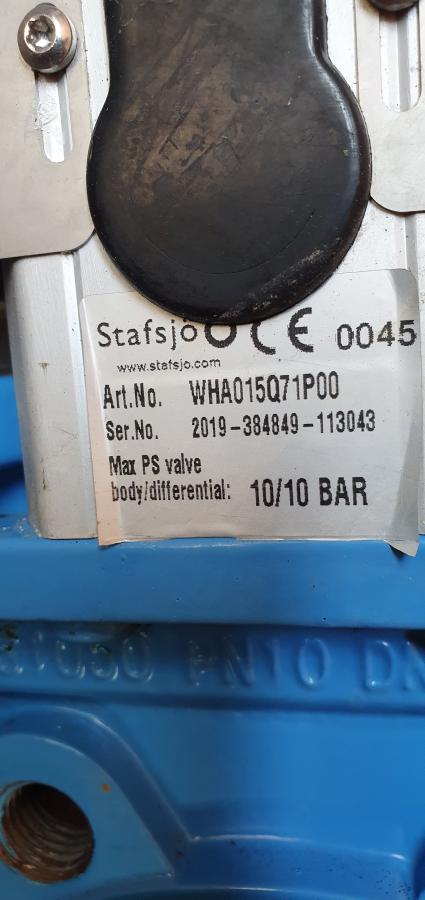 Stafsjö CE 0045
www.stafsjo.com
Art.No. WHA015Q71P00
Ser.No. 2019-384849-113043
Max PS valve
body/differential: 10/10 BAR
PN10 DN